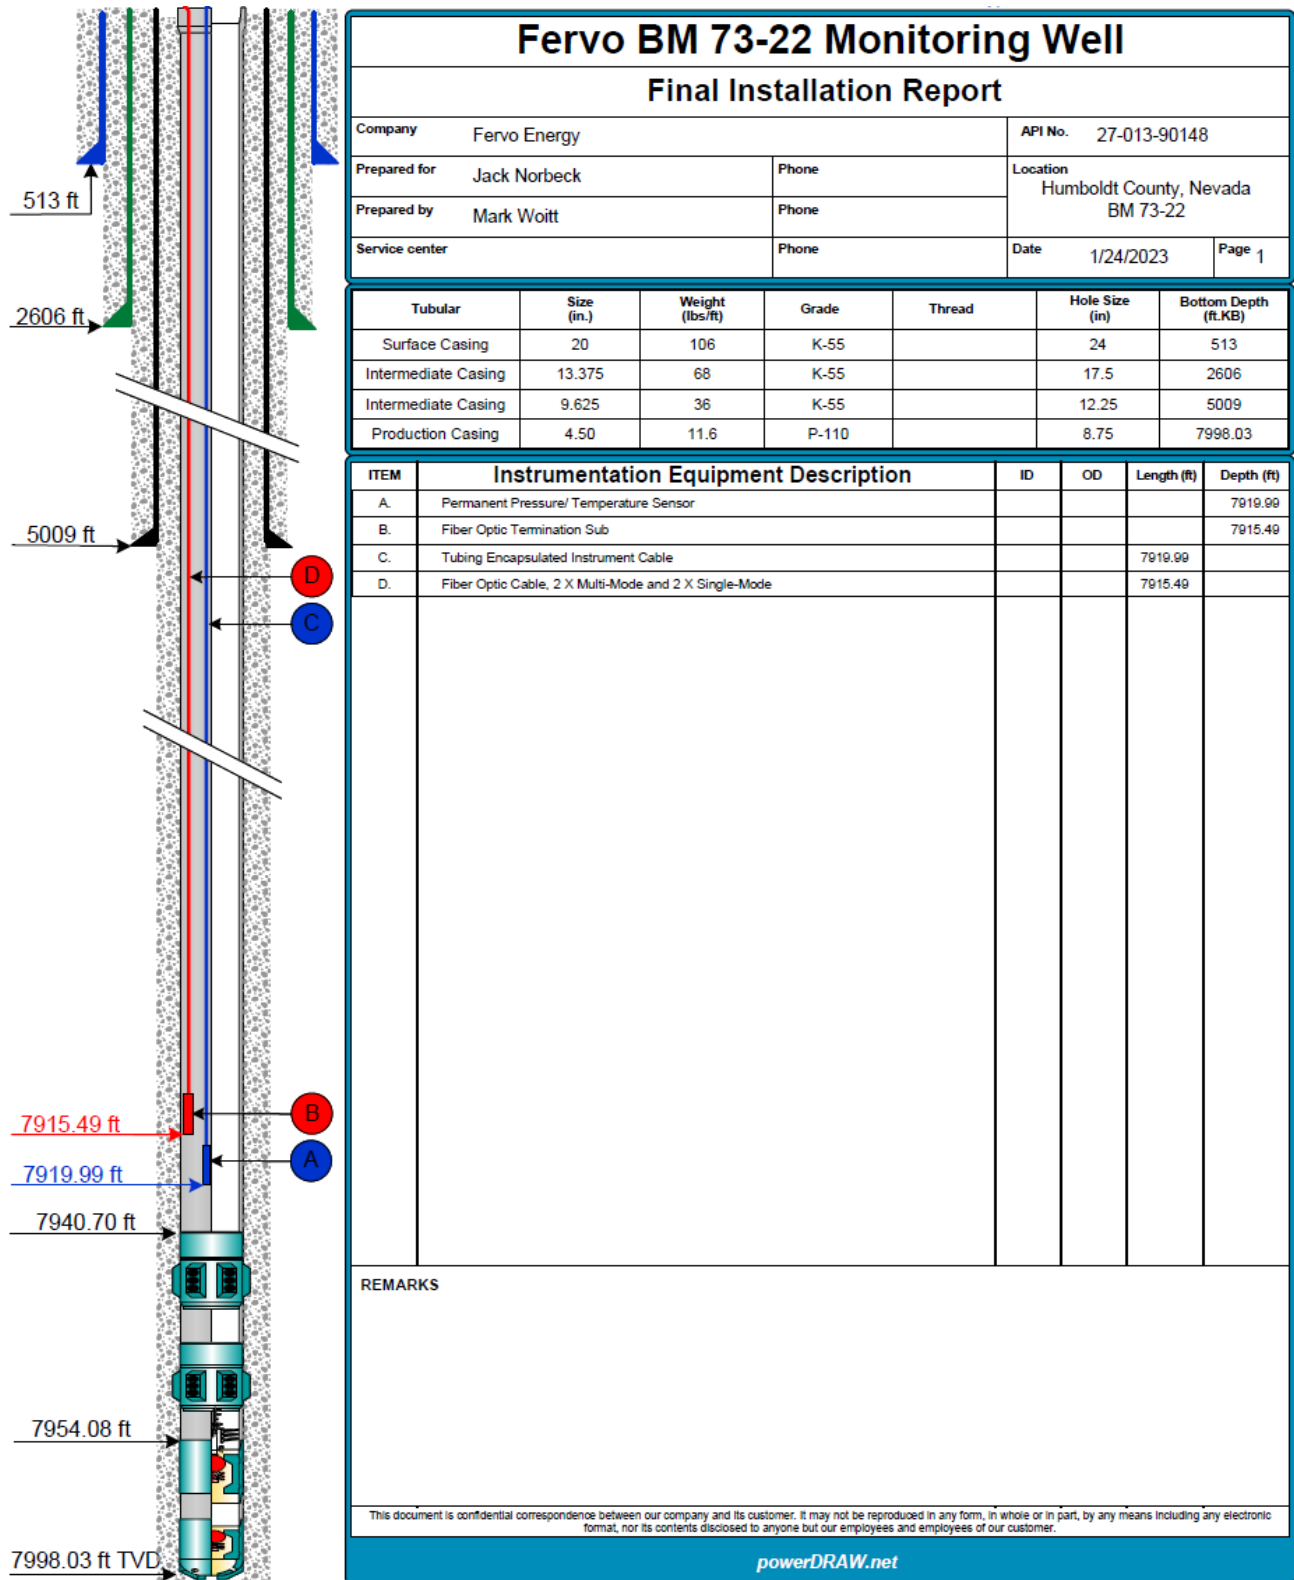 Fervo BM 73-22 Monitoring Well
Final Installation Report
Company Fervo Energy API No. 27-013-90148
Prepared for Jack Norbeck Phone Location
Humboldt County, Nevada
BM 73-22
Prepared by Mark Woitt Phone
Service center Phone Date 1/24/2023 Page 1
Tubular Size (in.) Weight (lbs/ft) Grade Thread Hole Size (in) Bottom Depth (ft.KB)
Surface Casing 20 106 K-55 24 513
Intermediate Casing 13.375 68 K-55 17.5 2606
Intermediate Casing 9.625 36 K-55 12.25 5009
Production Casing 4.50 11.6 P-110 8.75 7998.03
ITEM Instrumentation Equipment Description ID OD Length (ft) Depth (ft)
A. Permanent Pressure/ Temperature Sensor 7919.99
B. Fiber Optic Termination Sub 7915.49
C. Tubing Encapsulated Instrument Cable 7919.99
D. Fiber Optic Cable, 2 X Multi-Mode and 2 X Single-Mode 7915.49
REMARKS
This document is confidential correspondence between our company and its customer. It may not be reproduced in any form, in whole or in part, by any means including any electronic
format, nor its contents disclosed to anyone but our employees and employees of our customer.
powerDRAW.net
513 ft
2606 ft
5009 ft
D
C
7915.49 ft
B
7919.99 ft
A
7940.70 ft
7954.08 ft
7998.03 ft TVD